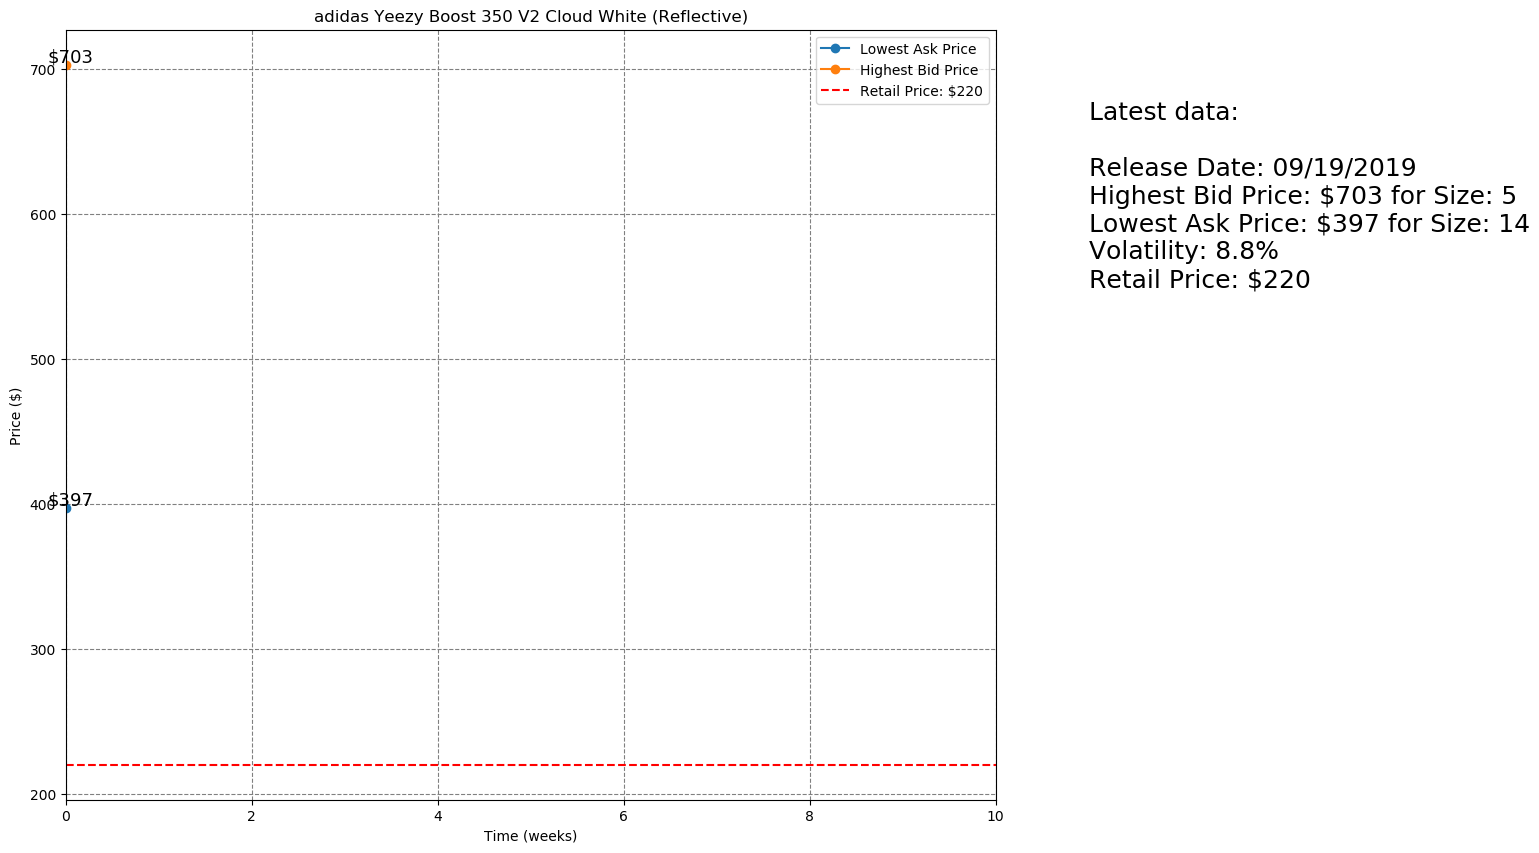 adidas Yeezy Boost 350 V2 Cloud White (Reflective)
$703
700
600
500
$397
400
300
200
Price ($)
0 2 4 6 8 10
Time (weeks)
Lowest Ask Price
Highest Bid Price
Retail Price: $220
Latest data:
Release Date: 09/19/2019
Highest Bid Price: $703 for Size: 5
Lowest Ask Price: $397 for Size: 14
Volatility: 8.8%
Retail Price: $220